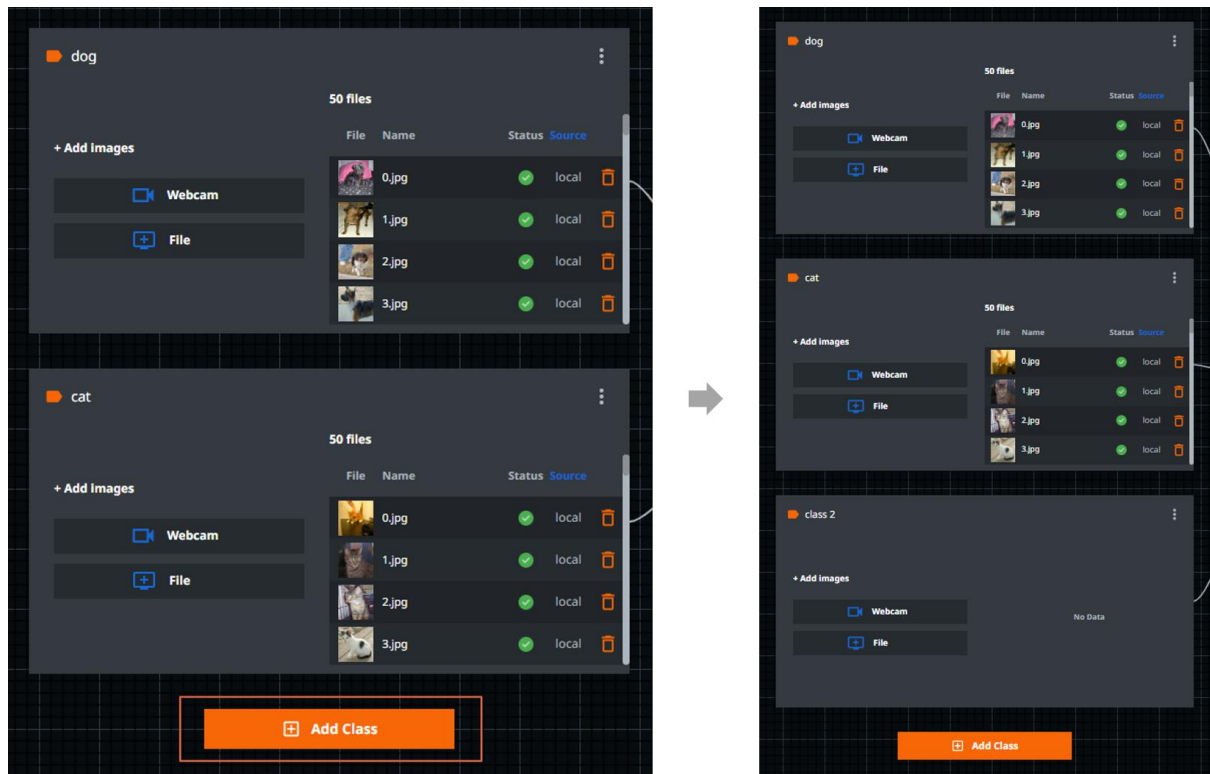 dog
50 files
File Name Status Source
+ Add images
Webcam
File
0.jpg local
1.jpg local
2.jpg local
3.jpg local
cat
50 files
File Name Status Source
+ Add images
Webcam
File
0.jpg local
1.jpg local
2.jpg local
3.jpg local
Add Class
dog
50 files
File Name Status Source
+ Add images
Webcam
File
0.jpg local
1.jpg local
2.jpg local
3.jpg local
cat
50 files
File Name Status Source
+ Add images
Webcam
File
0.jpg local
1.jpg local
2.jpg local
3.jpg local
class 2
+ Add images
Webcam
File
No Data
Add Class